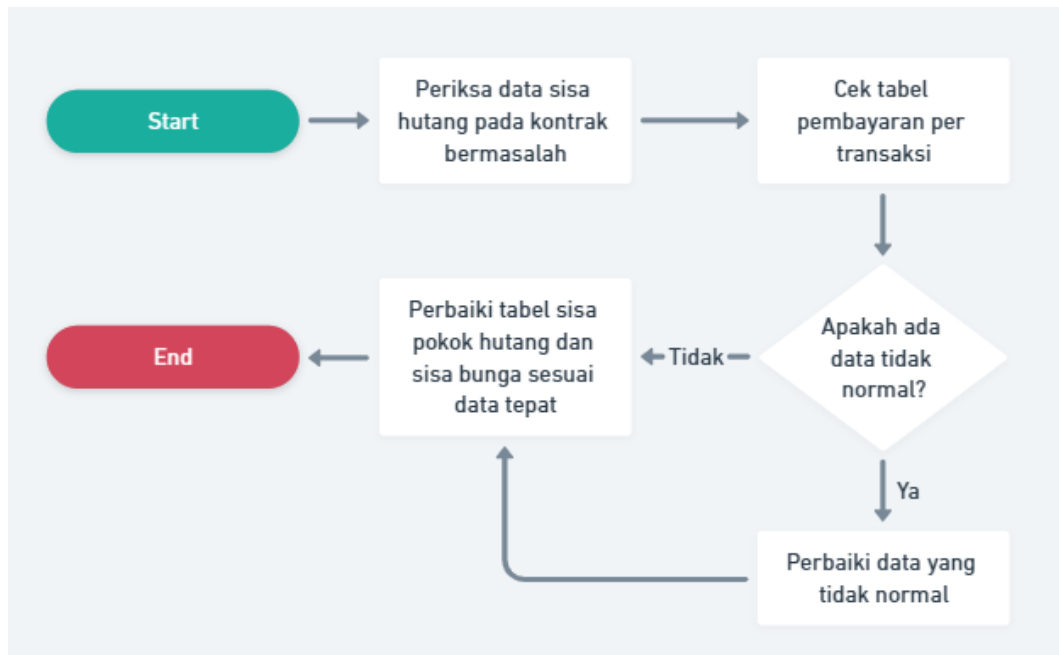 Start
Periksa data sisa
hutang pada kontrak
bermasalah
Cek tabel
pembayaran per
transaksi
Apakah ada
data tidak
normal?
Tidak
Perbaiki tabel sisa
pokok hutang dan
sisa bunga sesuai
data tepat
End
Ya
Perbaiki data yang
tidak normal